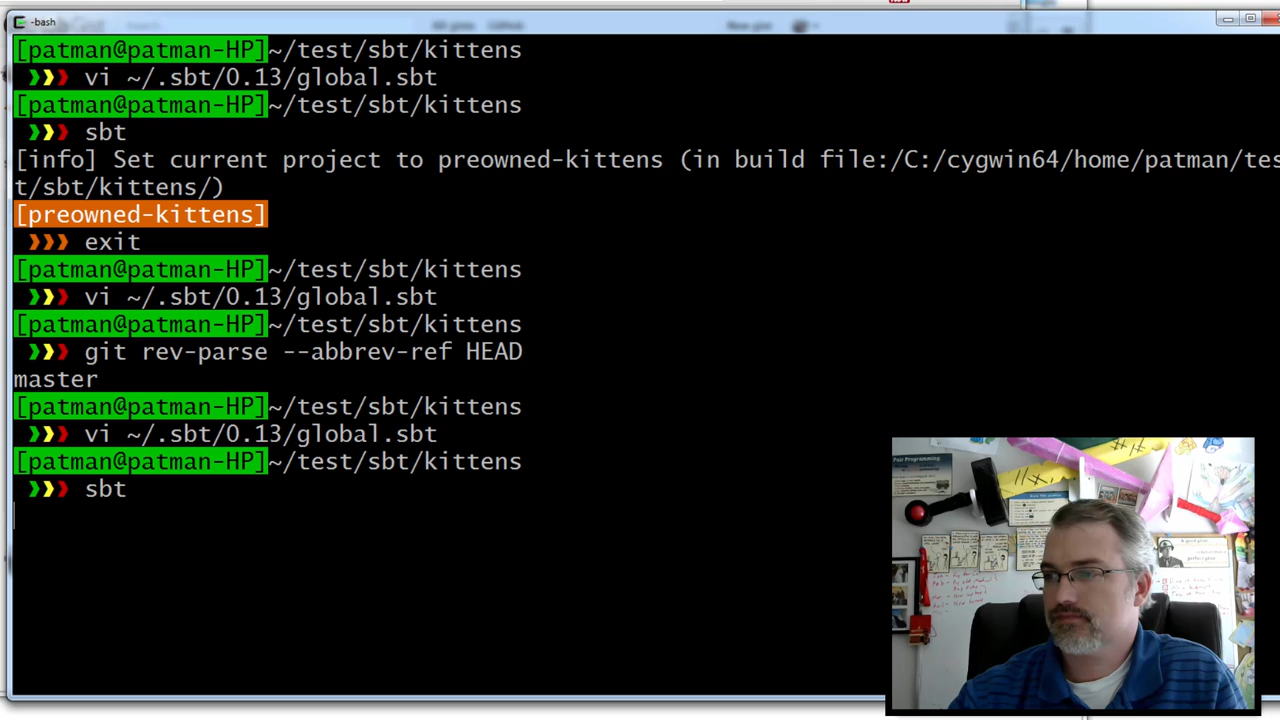 -bash
[patman@patman-HP]~/test/sbt/kittens
❯❯❯ vi ~/.sbt/0.13/global.sbt
[patman@patman-HP]~/test/sbt/kittens
❯❯❯ sbt
[info] Set current project to preowned-kittens (in build file:/C:/cygwin64/home/patman/tes
t/sbt/kittens/)
[preowned-kittens]
❯❯❯ exit
[patman@patman-HP]~/test/sbt/kittens
❯❯❯ vi ~/.sbt/0.13/global.sbt
[patman@patman-HP]~/test/sbt/kittens
❯❯❯ git rev-parse --abbrev-ref HEAD
master
[patman@patman-HP]~/test/sbt/kittens
❯❯❯ vi ~/.sbt/0.13/global.sbt
[patman@patman-HP]~/test/sbt/kittens
❯❯❯ sbt
Pair Programming